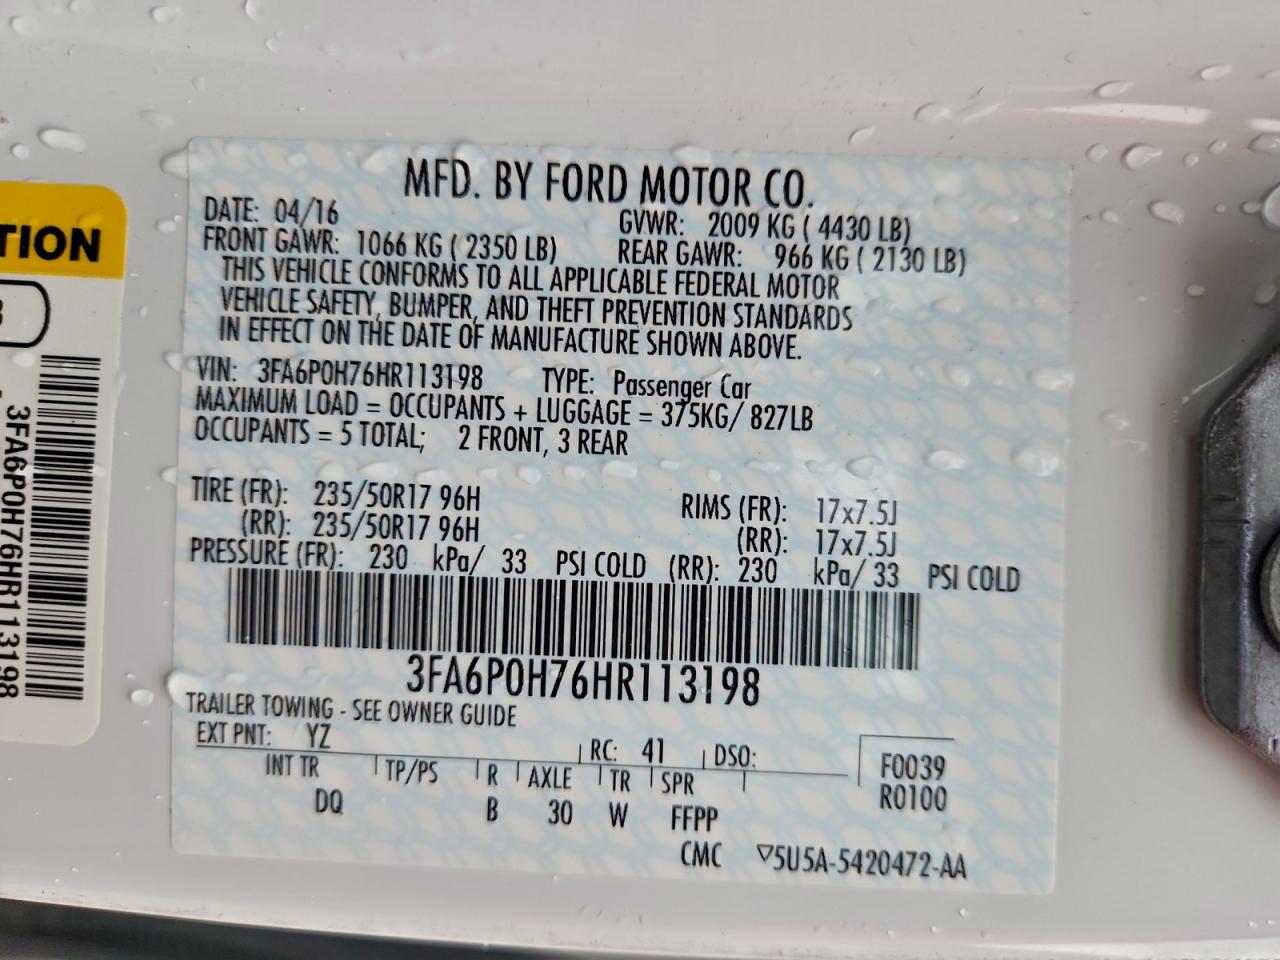 MFD. BY FORD MOTOR CO.
DATE: 04/16 GVWR: 2009 KG ( 4430 LB)
FRONT GAWR: 1066 KG ( 2350 LB) REAR GAWR: 966 KG ( 2130 LB)
THIS VEHICLE CONFORMS TO ALL APPLICABLE FEDERAL MOTOR
VEHICLE SAFETY, BUMPER, AND THEFT PREVENTION STANDARDS
IN EFFECT ON THE DATE OF MANUFACTURE SHOWN ABOVE.
VIN: 3FA6P0H76HR113198 TYPE: Passenger Car
MAXIMUM LOAD = OCCUPANTS + LUGGAGE = 375KG/ 827LB
OCCUPANTS = 5 TOTAL; 2 FRONT, 3 REAR
TIRE (FR): 235/50R17 96H RIMS (FR): 17x7.5J
(RR): 235/50R17 96H (RR): 17x7.5J
PRESSURE (FR): 230 kPa/ 33 PSI COLD (RR): 230 kPa/ 33 PSI COLD
3FA6P0H76HR113198
TRAILER TOWING - SEE OWNER GUIDE
EXT PNT: YZ RC: 41 DSO: F0039
INT TR TP/PS R AXLE TR SPR R0100
DQ B 30 W FFPP
CMC ▽5U5A-5420472-AA
TION
3FA6P0H76HR113198